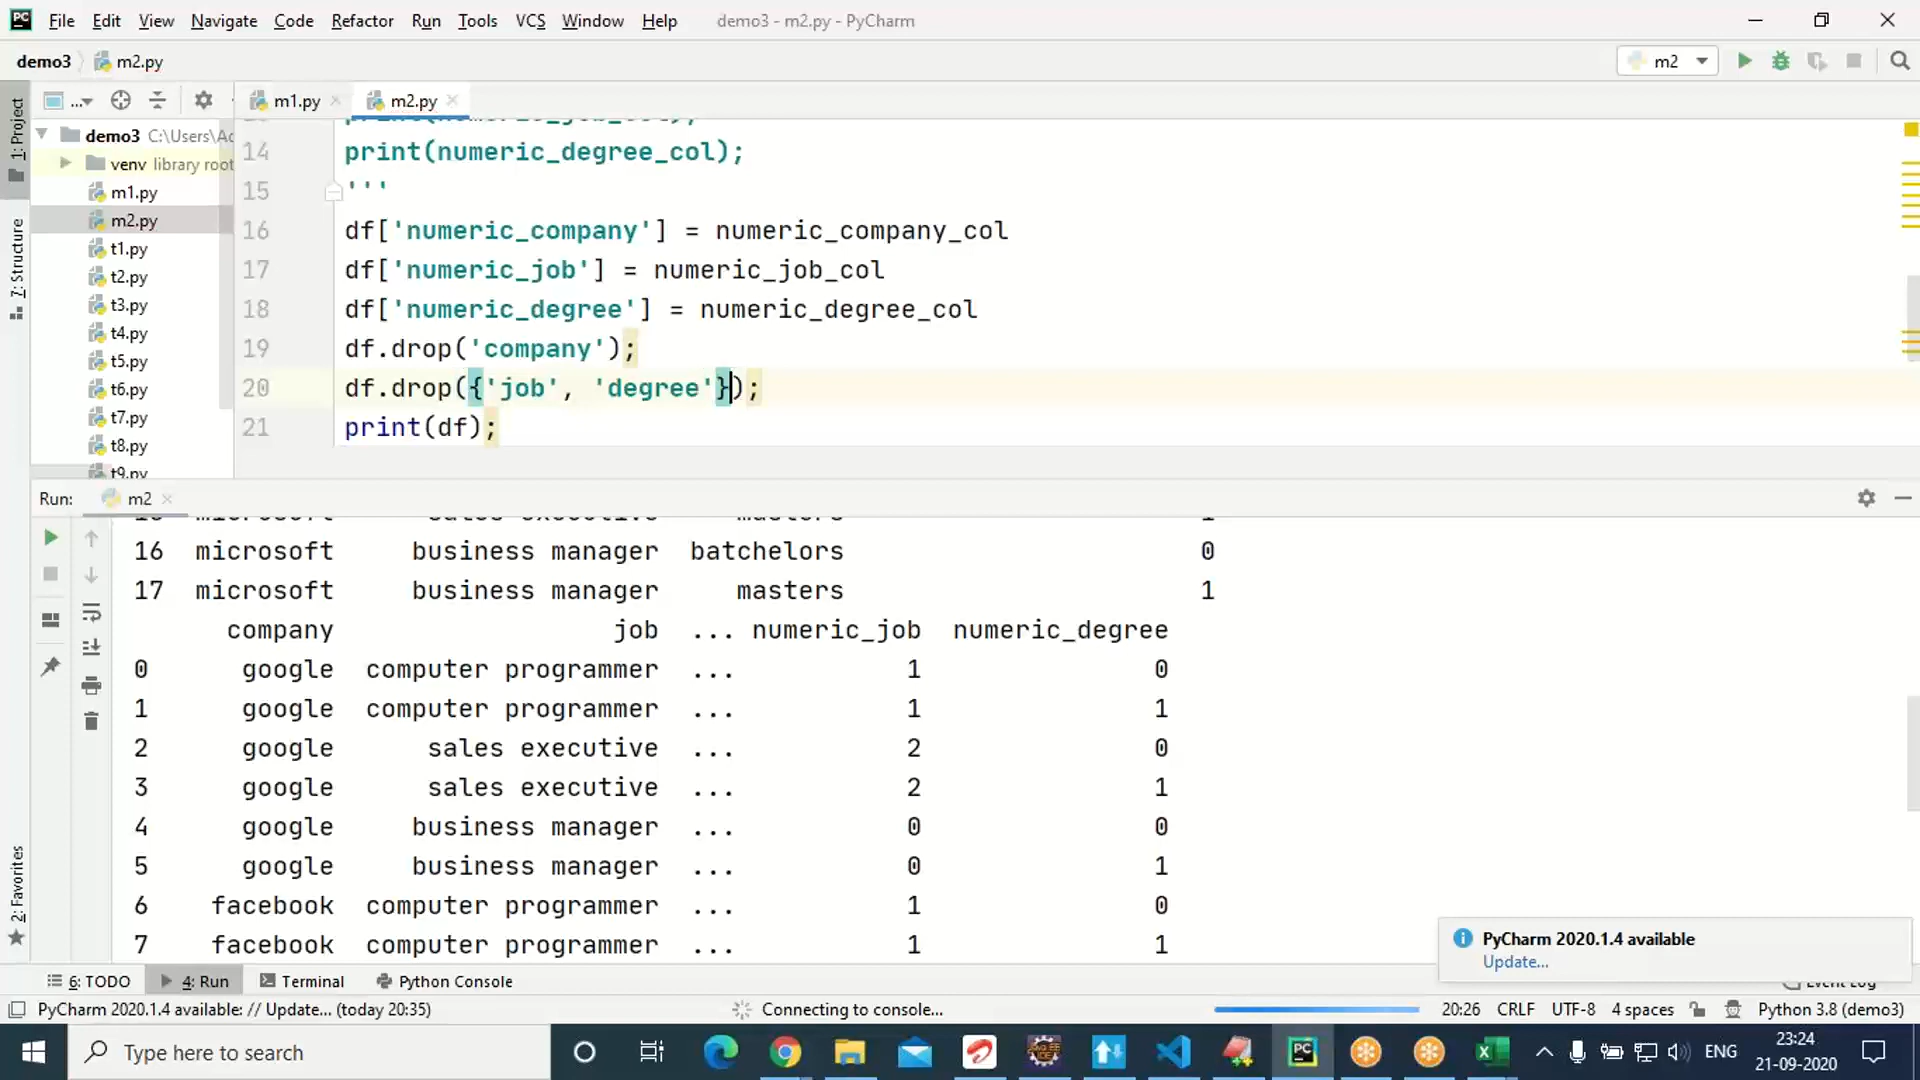 PC File Edit View Navigate Code Refactor Run Tools VCS Window Help demo3 - m2.py - PyCharm
demo3 m2.py m2
1: Project
7: Structure
2: Favorites
... m1.py m2.py
demo3 C:\Users\Ac
venv library root
m1.py
m2.py
t1.py
t2.py
t3.py
t4.py
t5.py
t6.py
t7.py
t8.py
t9.py
14 print(numeric_degree_col);
15 '''
16 df['numeric_company'] = numeric_company_col
17 df['numeric_job'] = numeric_job_col
18 df['numeric_degree'] = numeric_degree_col
19 df.drop('company');
20 df.drop({'job', 'degree'});
21 print(df);
Run: m2
16 microsoft business manager batchelors 0
17 microsoft business manager masters 1
company job ... numeric_job numeric_degree
0 google computer programmer ... 1 0
1 google computer programmer ... 1 1
2 google sales executive ... 2 0
3 google sales executive ... 2 1
4 google business manager ... 0 0
5 google business manager ... 0 1
6 facebook computer programmer ... 1 0
7 facebook computer programmer ... 1 1
PyCharm 2020.1.4 available
Update...
6: TODO 4: Run Terminal Python Console Event Log
PyCharm 2020.1.4 available: // Update... (today 20:35) Connecting to console... 20:26 CRLF UTF-8 4 spaces Python 3.8 (demo3)
Type here to search ENG 23:24
21-09-2020